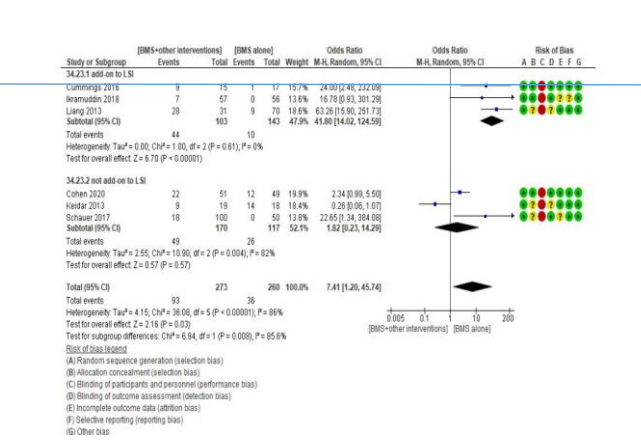 [BMS+other interventions] [BMS alone] Odds Ratio Odds Ratio Risk of Bias
Study or Subgroup Events Total Events Total Weight M-H, Random, 95% CI M-H, Random, 95% CI A B C D E F G
34.23.1 add-on to LSI
Cummings 2016 9 15 1 17 15.7% 24.00 [2.48, 232.09]
Ikramuddin 2018 7 57 0 56 13.6% 16.78 [0.93, 301.29]
Liang 2013 28 31 9 70 18.6% 63.26 [15.90, 251.73]
Subtotal (95% CI) 103 143 47.9% 41.80 [14.02, 124.59]
Total events 44 10
Heterogeneity: Tau² = 0.00; Chi² = 1.00, df = 2 (P = 0.61); I² = 0%
Test for overall effect: Z = 6.70 (P < 0.00001)
34.23.2 not add-on to LSI
Cohen 2020 22 51 12 49 19.9% 2.34 [0.99, 5.50]
Keidar 2013 9 19 14 18 18.4% 0.26 [0.06, 1.07]
Schauer 2017 18 100 0 50 13.8% 22.65 [1.34, 384.08]
Subtotal (95% CI) 170 117 52.1% 1.82 [0.23, 14.29]
Total events 49 26
Heterogeneity: Tau² = 2.55; Chi² = 10.90, df = 2 (P = 0.004); I² = 82%
Test for overall effect: Z = 0.57 (P = 0.57)
Total (95% CI) 273 260 100.0% 7.41 [1.20, 45.74]
Total events 93 36
Heterogeneity: Tau² = 4.15; Chi² = 36.08, df = 5 (P < 0.00001); I² = 86%
Test for overall effect: Z = 2.16 (P = 0.03)
Test for subgroup differences: Chi² = 6.94, df = 1 (P = 0.008), I² = 85.6%
0.005 0.1 1 10 200
[BMS+other interventions] [BMS alone]
Risk of bias legend
(A) Random sequence generation (selection bias)
(B) Allocation concealment (selection bias)
(C) Blinding of participants and personnel (performance bias)
(D) Blinding of outcome assessment (detection bias)
(E) Incomplete outcome data (attrition bias)
(F) Selective reporting (reporting bias)
(G) Other bias